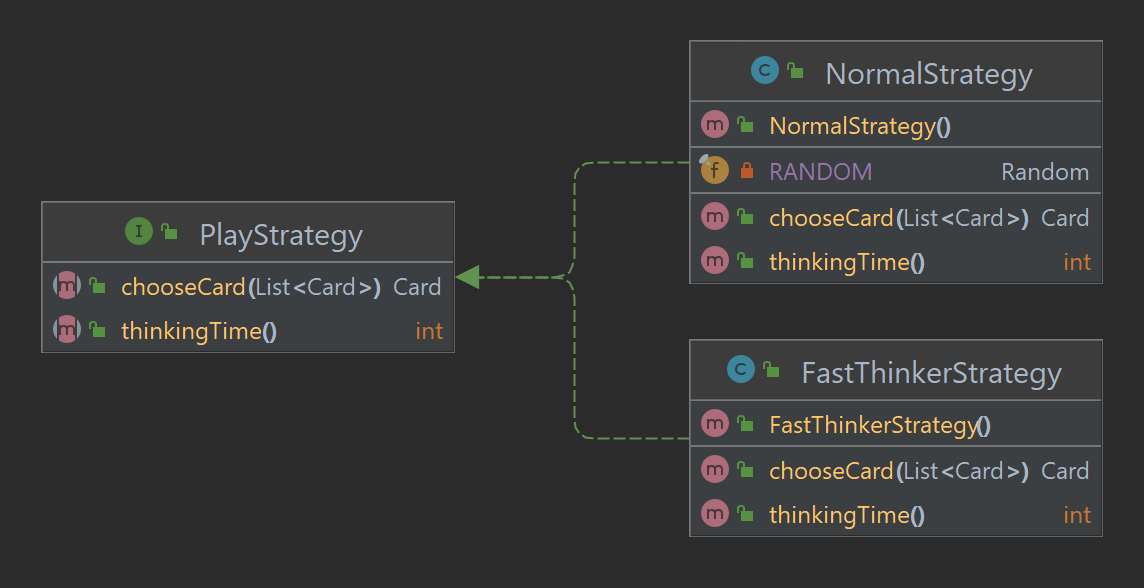 I PlayStrategy
m chooseCard(List<Card>) Card
m thinkingTime() int
C NormalStrategy
m NormalStrategy()
f RANDOM Random
m chooseCard(List<Card>) Card
m thinkingTime() int
C FastThinkerStrategy
m FastThinkerStrategy()
m chooseCard(List<Card>) Card
m thinkingTime() int